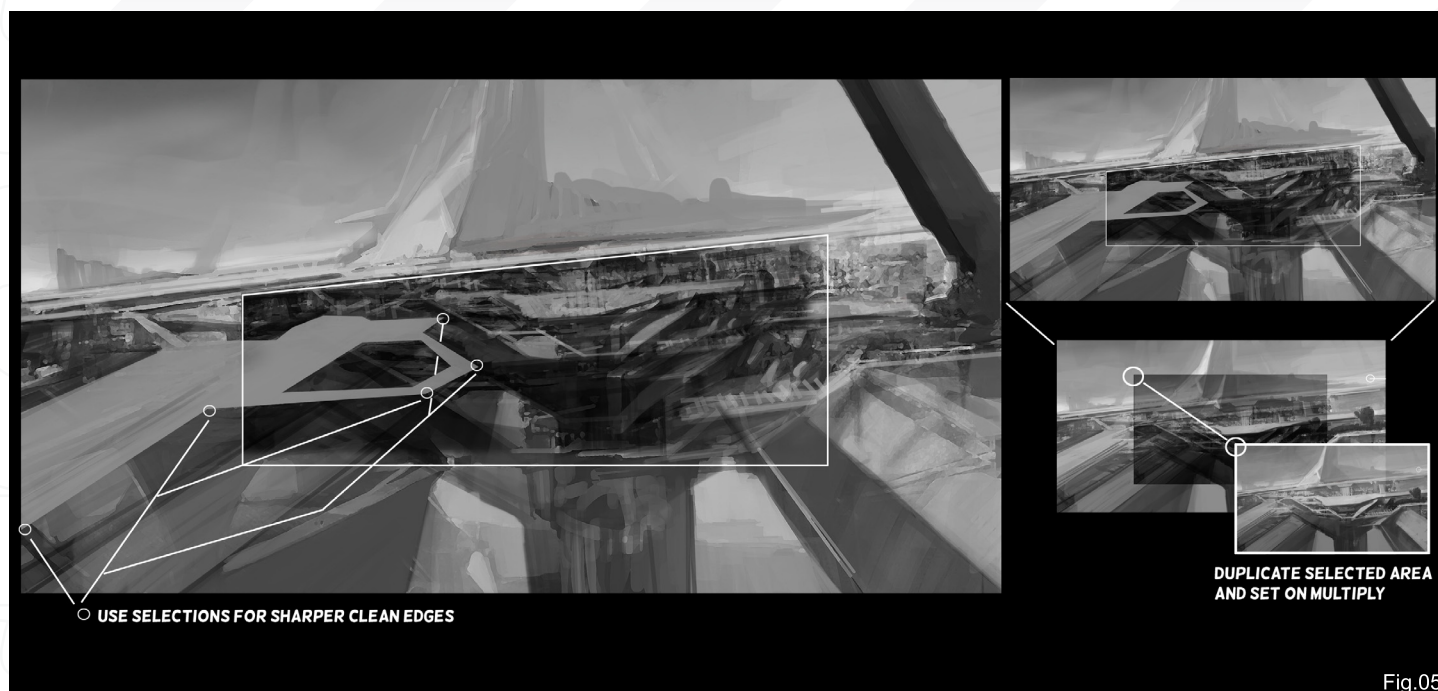 USE SELECTIONS FOR SHARPER CLEAN EDGES
DUPLICATE SELECTED AREA
AND SET ON MULTIPLY
Fig.05